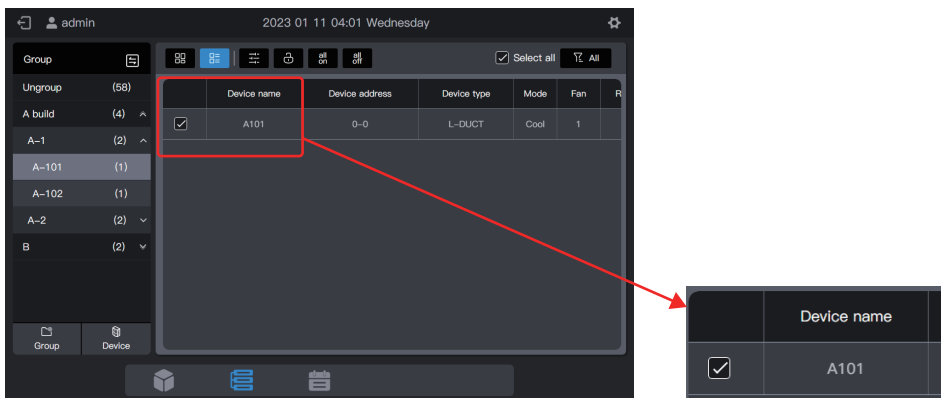 admin
2023 01 11 04:01 Wednesday
Group
all on
all off
Select all
All
Ungroup (58)
A build (4)
A-1 (2)
A-101 (1)
A-102 (1)
A-2 (2)
B (2)
Device name Device address Device type Mode Fan R
A101 0-0 L-DUCT Cool 1
Group
Device
Device name
A101